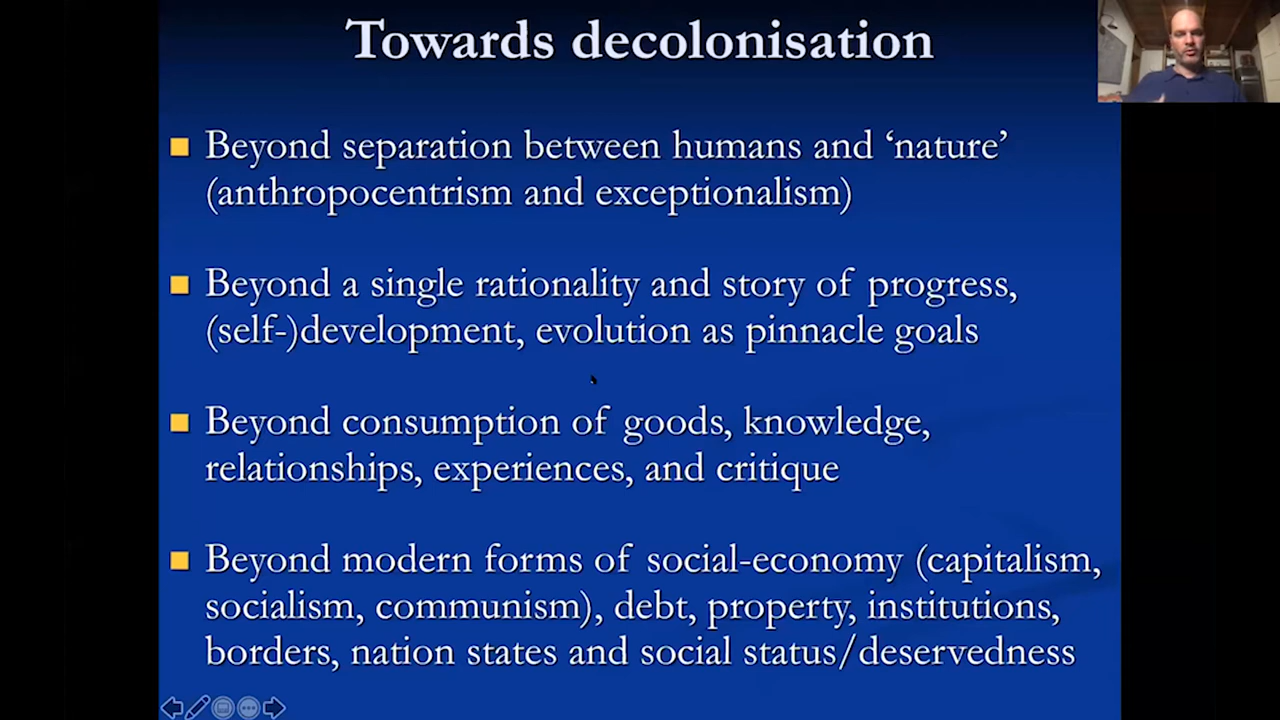 Towards decolonisation
Beyond separation between humans and ‘nature’
(anthropocentrism and exceptionalism)
Beyond a single rationality and story of progress,
(self-)development, evolution as pinnacle goals
Beyond consumption of goods, knowledge,
relationships, experiences, and critique
Beyond modern forms of social-economy (capitalism,
socialism, communism), debt, property, institutions,
borders, nation states and social status/deservedness